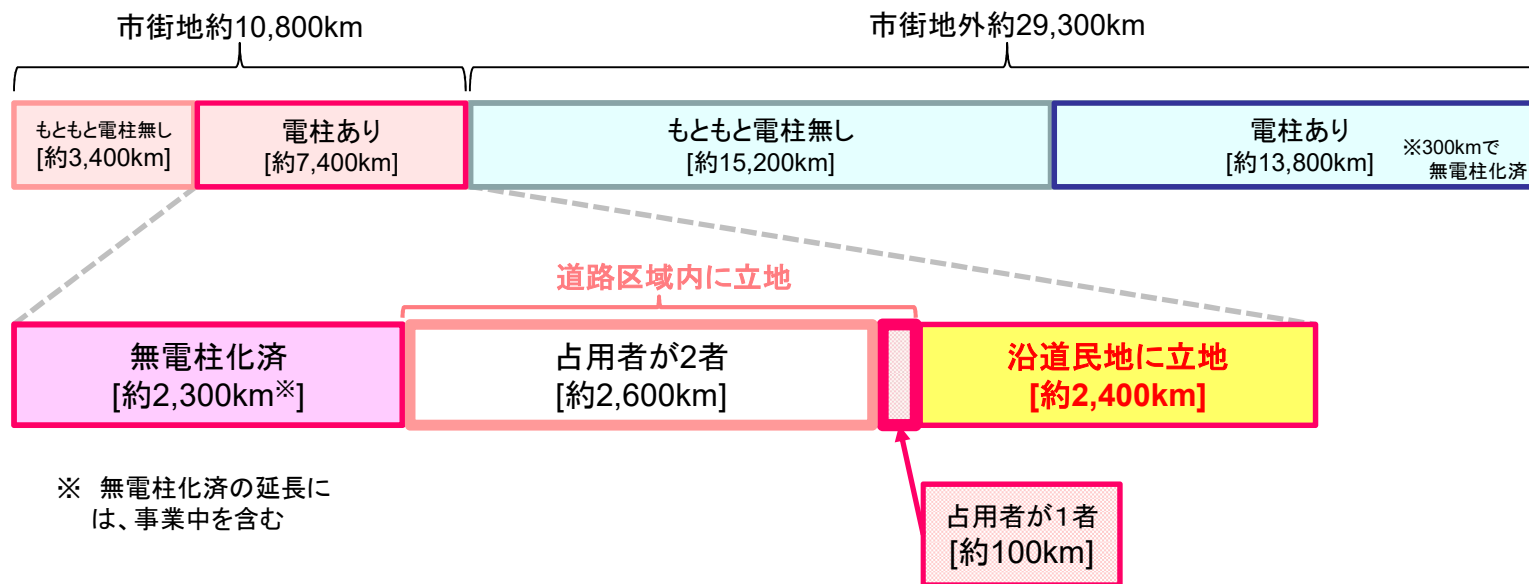 市街地約10,800km
市街地外約29,300km
もともと電柱無し
[約3,400km]
電柱あり
[約7,400km]
もともと電柱無し
[約15,200km]
電柱あり
[約13,800km]
※300kmで
無電柱化済
道路区域内に立地
無電柱化済
[約2,300km※]
占用者が2者
[約2,600km]
沿道民地に立地
[約2,400km]
※ 無電柱化済の延長に
は、事業中を含む
占用者が１者
[約100km]